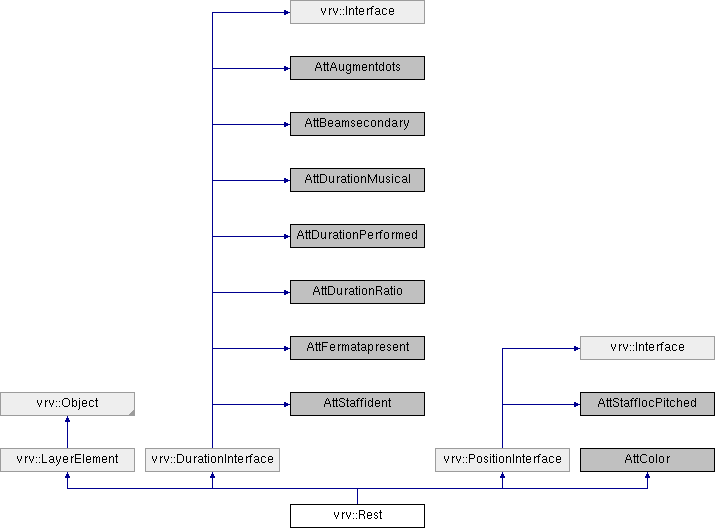 vrv::Interface
AttAugmentdots
AttBeamsecondary
AttDurationMusical
AttDurationPerformed
AttDurationRatio
AttFermatapresent
vrv::Interface
vrv::Object
AttStaffident
AttStafflocPitched
vrv::LayerElement
vrv::DurationInterface
vrv::PositionInterface
AttColor
vrv::Rest